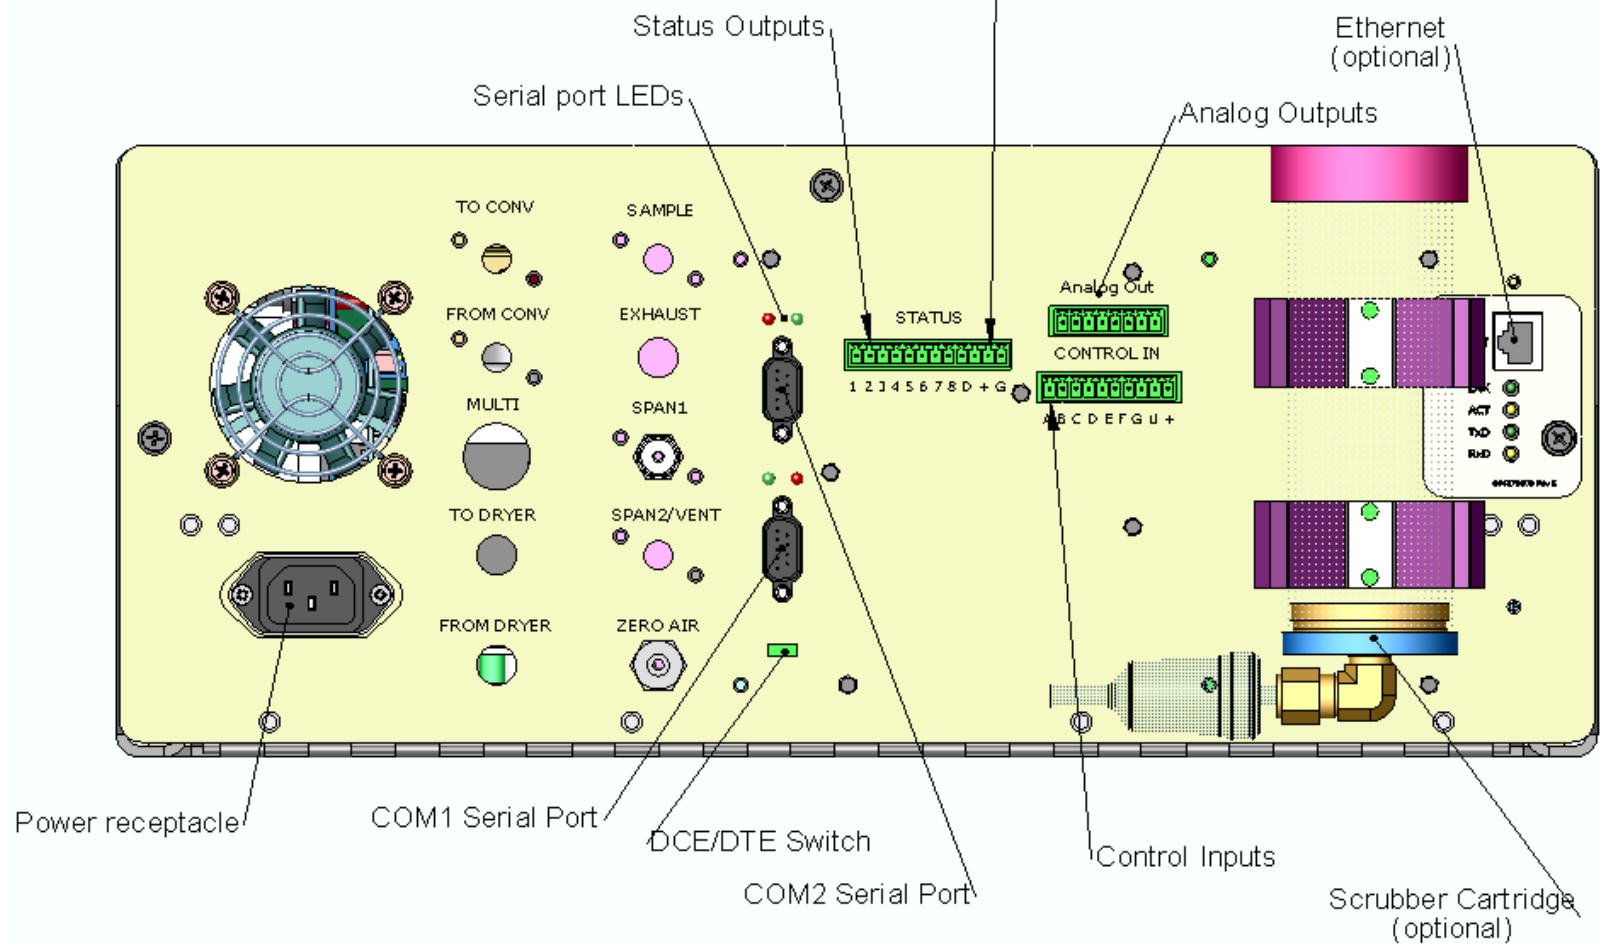 Status Outputs
Ethernet
(optional)
Serial port LEDs
Analog Outputs
TO CONV
SAMPLE
Analog Out
FROM CONV
EXHAUST
STATUS
CONTROL IN
1 2 3 4 5 6 7 8 D + G
ACT
TxD
RxD
MULTI
SPAN1
A B C D E F G U +
TO DRYER
SPAN2/VENT
FROM DRYER
ZERO AIR
Power receptacle
COM1 Serial Port
DCE/DTE Switch
COM2 Serial Port
Control Inputs
Scrubber Cartridge
(optional)